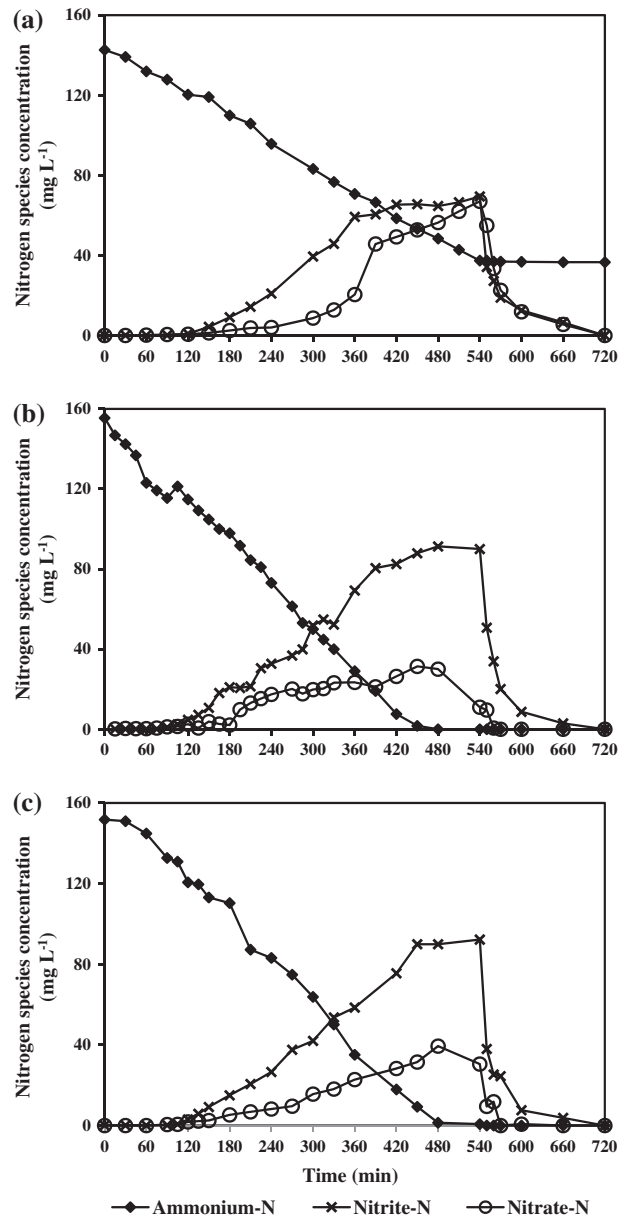 (a)
Nitrogen species concentration
(mg L⁻¹)
160
120
80
40
0
0 60 120 180 240 300 360 420 480 540 600 660 720
(b)
Nitrogen species concentration
(mg L⁻¹)
160
120
80
40
0
0 60 120 180 240 300 360 420 480 540 600 660 720
(c)
Nitrogen species concentration
(mg L⁻¹)
160
120
80
40
0
0 60 120 180 240 300 360 420 480 540 600 660 720
Time (min)
Ammonium-N Nitrite-N Nitrate-N